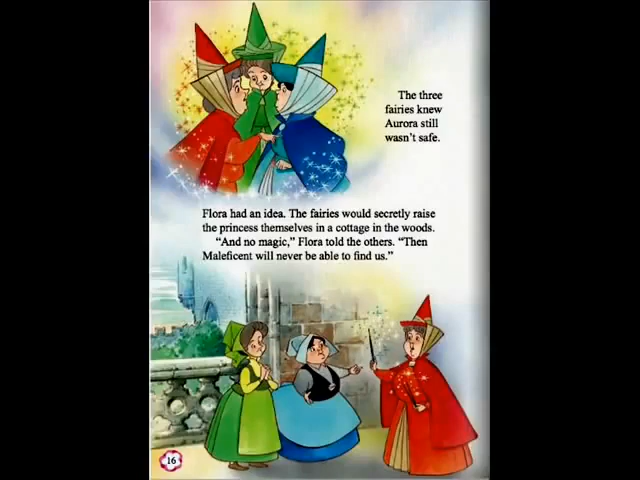 The three
fairies knew
Aurora still
wasn't safe.
Flora had an idea. The fairies would secretly raise
the princess themselves in a cottage in the woods.
"And no magic," Flora told the others. "Then
Maleficent will never be able to find us."
16